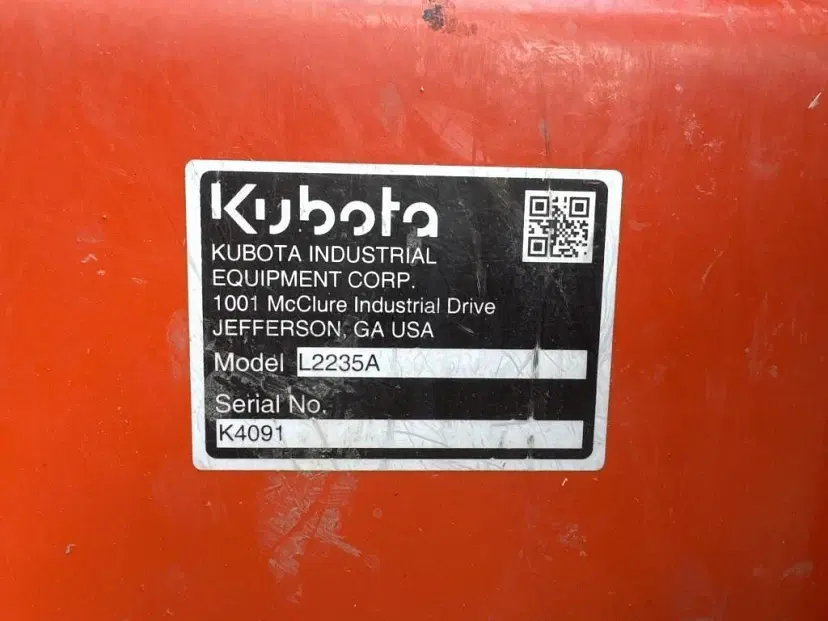 Kubota
KUBOTA INDUSTRIAL
EQUIPMENT CORP.
1001 McClure Industrial Drive
JEFFERSON, GA USA
Model L2235A
Serial No.
K4091